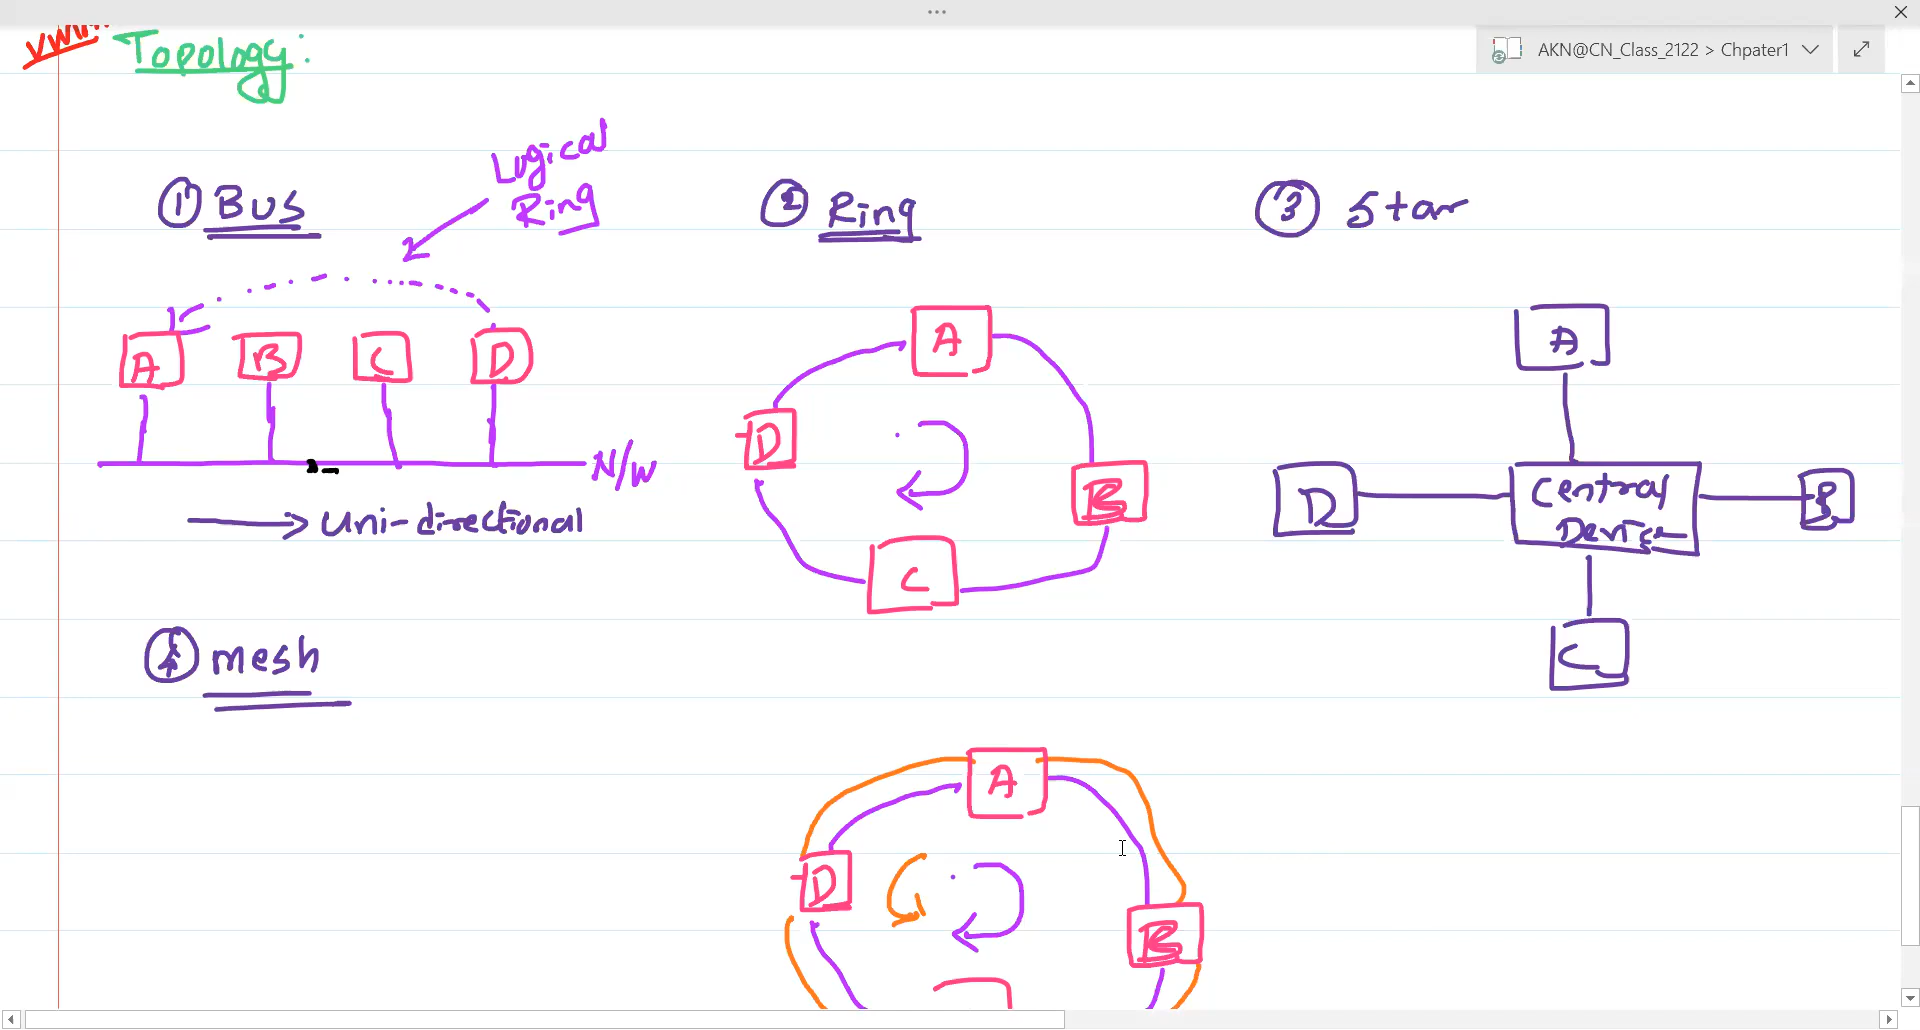 ...
AKN@CN_Class_2122 > Chpater1
Topology:
① Bus
Logical
Ring
② Ring
③ Star
A B C D
N/W
Uni-directional
A
D
B
C
A
D
Central
Device
B
C
④ mesh
A
D
B